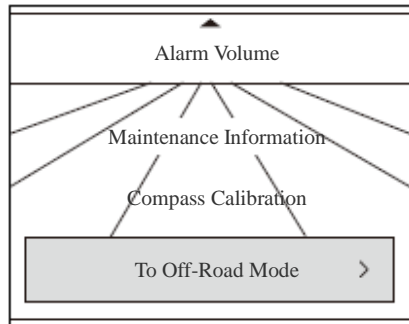 Alarm Volume
Maintenance Information
Compass Calibration
To Off-Road Mode